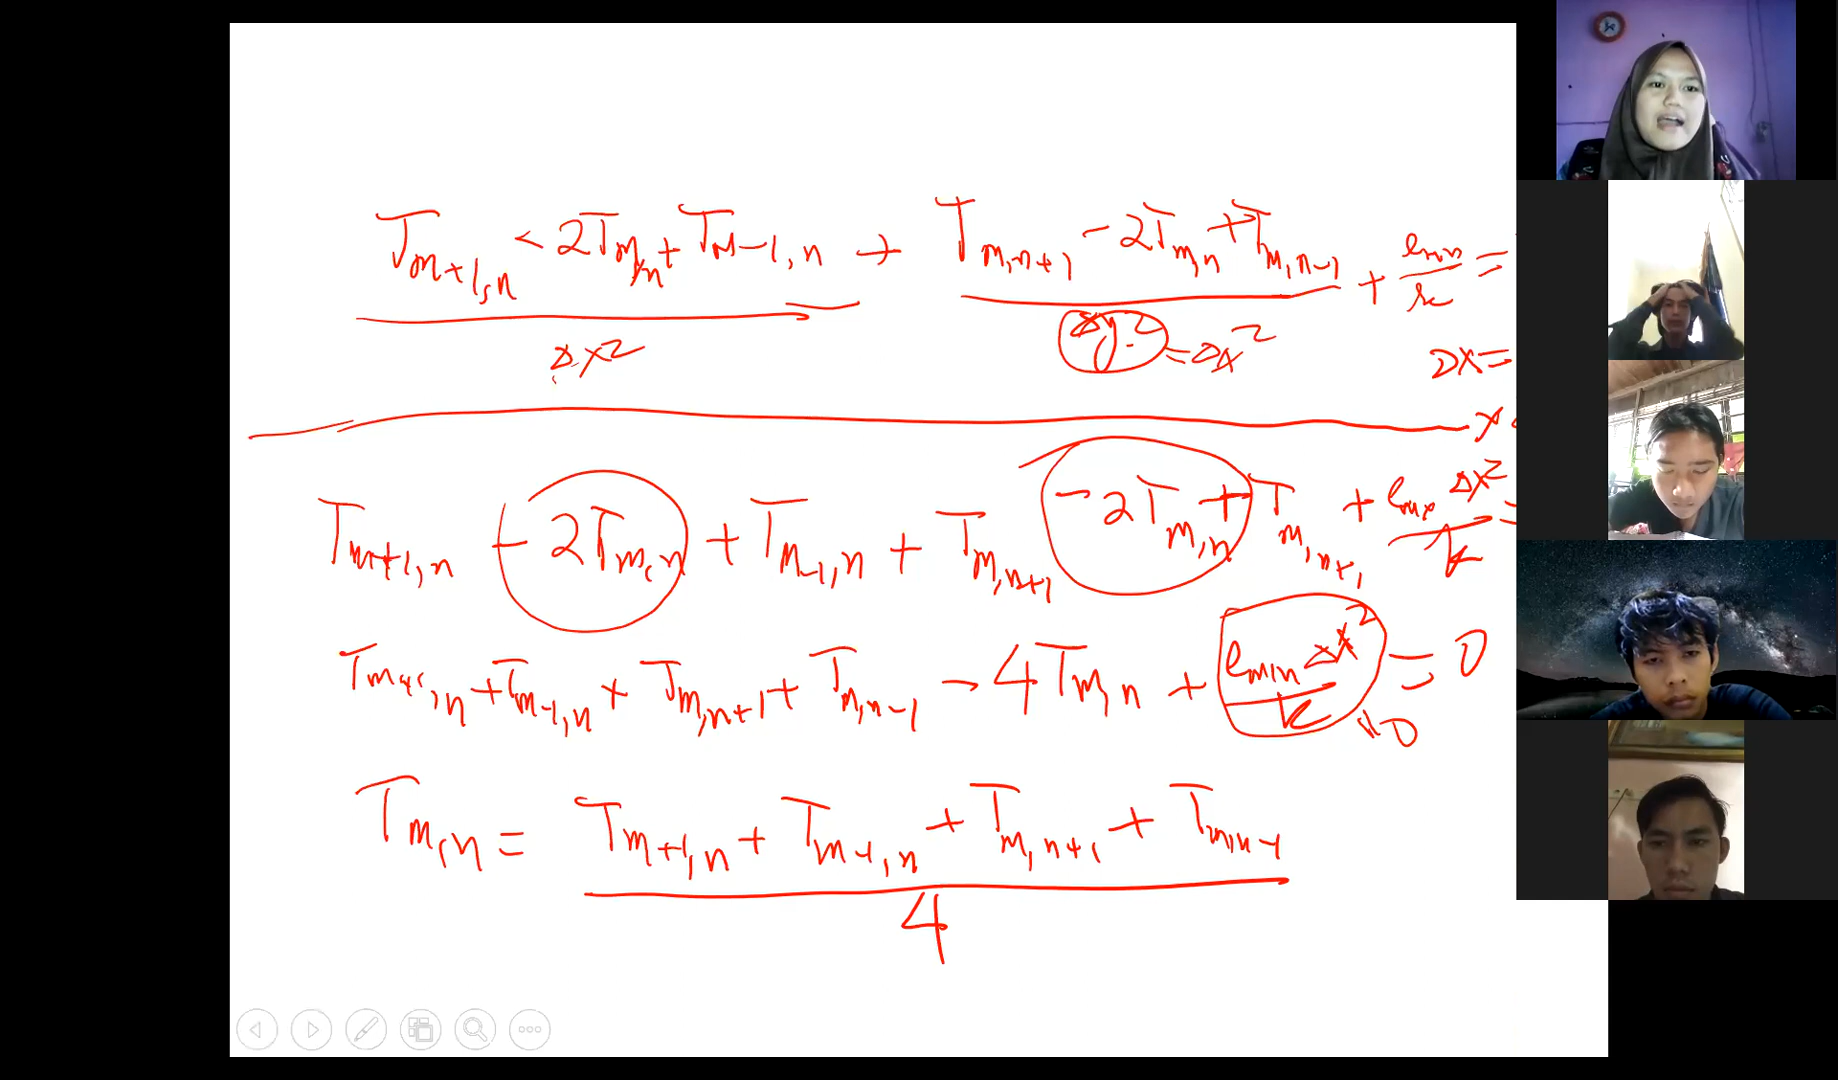 T_{m+1,n} - 2T_{m,n} + T_{m-1,n} / Δx² + T_{m,n+1} - 2T_{m,n} + T_{m,n-1} / Δy² = Δx² + e_{m,n} / k =
Δx =
T_{m+1,n} - 2T_{m,n} + T_{m-1,n} + T_{m,n+1} - 2T_{m,n} + T_{m,n+1} + e_{m,n} Δx² / k =
T_{m+1,n} + T_{m-1,n} + T_{m,n+1} + T_{m,n-1} - 4T_{m,n} + e_{min} Δx² / k = 0
T_{m,n} = T_{m+1,n} + T_{m-1,n} + T_{m,n+1} + T_{m,n-1} / 4